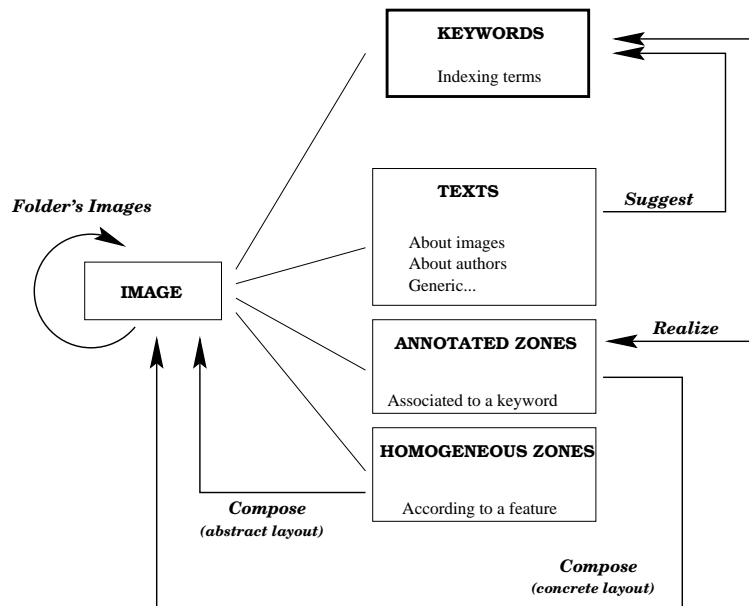 KEYWORDS
Indexing terms
TEXTS
Suggest
Folder's Images
About images
About authors
Generic...
IMAGE
Realize
ANNOTATED ZONES
Associated to a keyword
HOMOGENEOUS ZONES
According to a feature
Compose
(abstract layout)
Compose
(concrete layout)